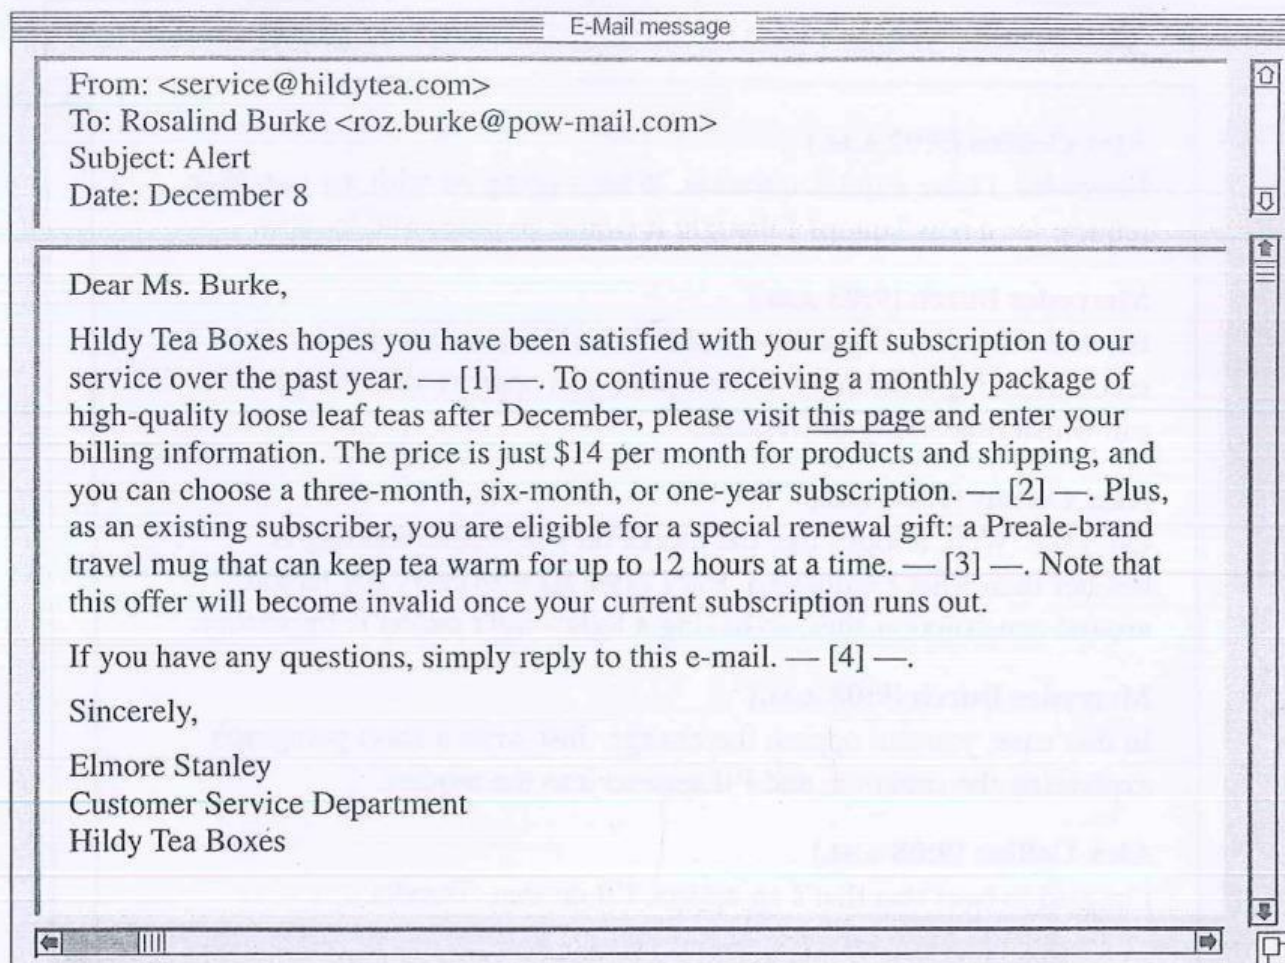 E-Mail message
From: <service@hildytea.com>
To: Rosalind Burke <roz.burke@pow-mail.com>
Subject: Alert
Date: December 8
Dear Ms. Burke,
Hildy Tea Boxes hopes you have been satisfied with your gift subscription to our
service over the past year. — [1] —. To continue receiving a monthly package of
high-quality loose leaf teas after December, please visit this page and enter your
billing information. The price is just $14 per month for products and shipping, and
you can choose a three-month, six-month, or one-year subscription. — [2] —. Plus,
as an existing subscriber, you are eligible for a special renewal gift: a Preale-brand
travel mug that can keep tea warm for up to 12 hours at a time. — [3] —. Note that
this offer will become invalid once your current subscription runs out.
If you have any questions, simply reply to this e-mail. — [4] —.
Sincerely,
Elmore Stanley
Customer Service Department
Hildy Tea Boxes